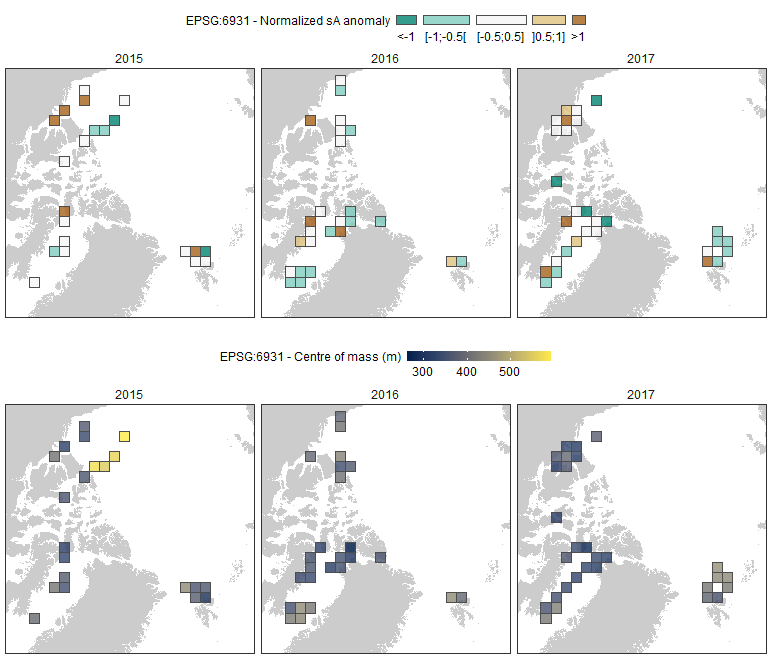 EPSG:6931 - Normalized sA anomaly
<-1 [-1;-0.5[ [-0.5;0.5] ]0.5;1] >1
2015 2016 2017
EPSG:6931 - Centre of mass (m)
300 400 500
2015 2016 2017